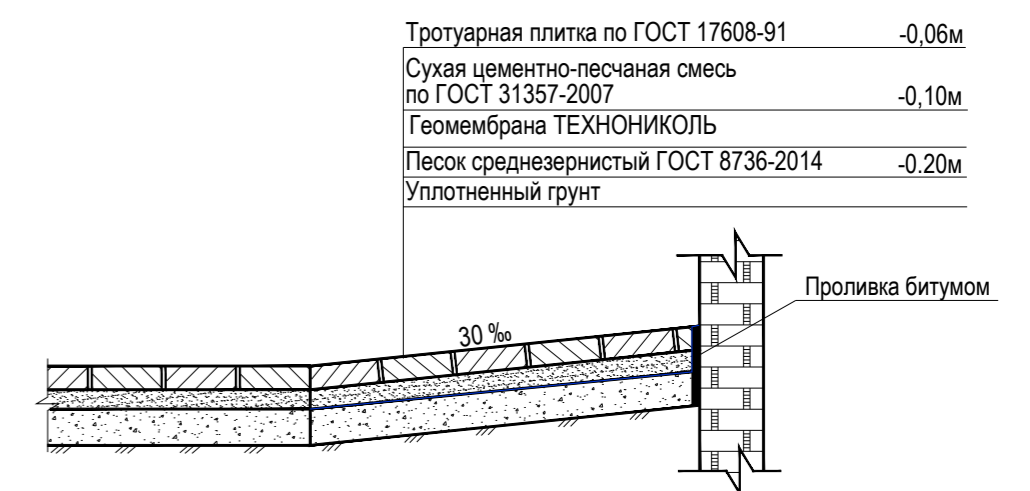 Тротуарная плитка по ГОСТ 17608-91 -0,06м
Сухая цементно-песчаная смесь
по ГОСТ 31357-2007 -0,10м
Геомембрана ТЕХНОНИКОЛЬ
Песок среднезернистый ГОСТ 8736-2014 -0.20м
Уплотненный грунт
Проливка битумом
30 ‰